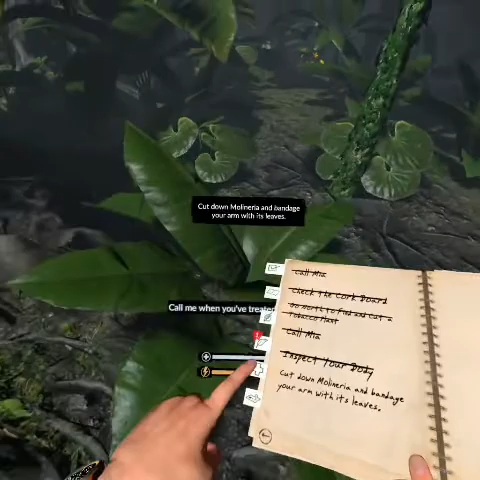 Cut down Molineria and bandage
your arm with its leaves.
Call me when you've treated
Call Mia
Check the Cork Board
Go North to Find and Cut a
Tobacco Plant
Call Mia
Inspect Your Body
Cut down Molineria and bandage
your arm with its leaves.